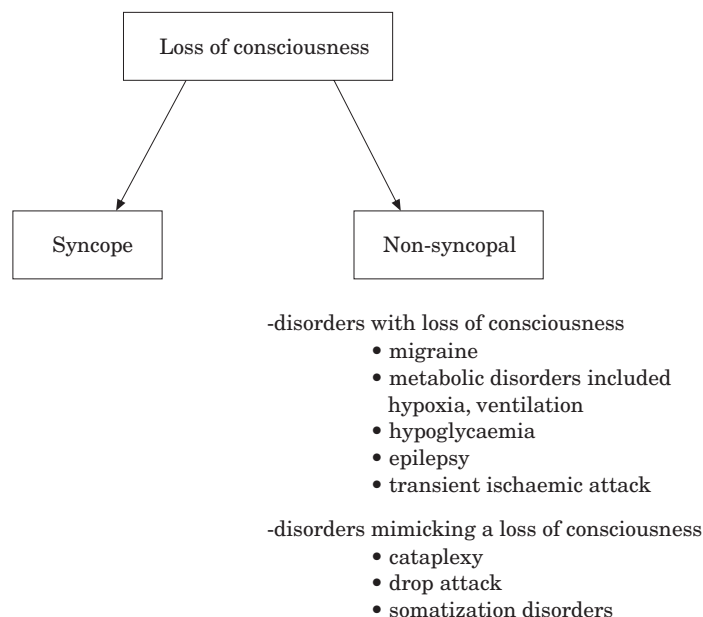 Loss of consciousness
Syncope
Non-syncopal
-disorders with loss of consciousness
• migraine
• metabolic disorders included
hypoxia, ventilation
• hypoglycaemia
• epilepsy
• transient ischaemic attack
-disorders mimicking a loss of consciousness
• cataplexy
• drop attack
• somatization disorders